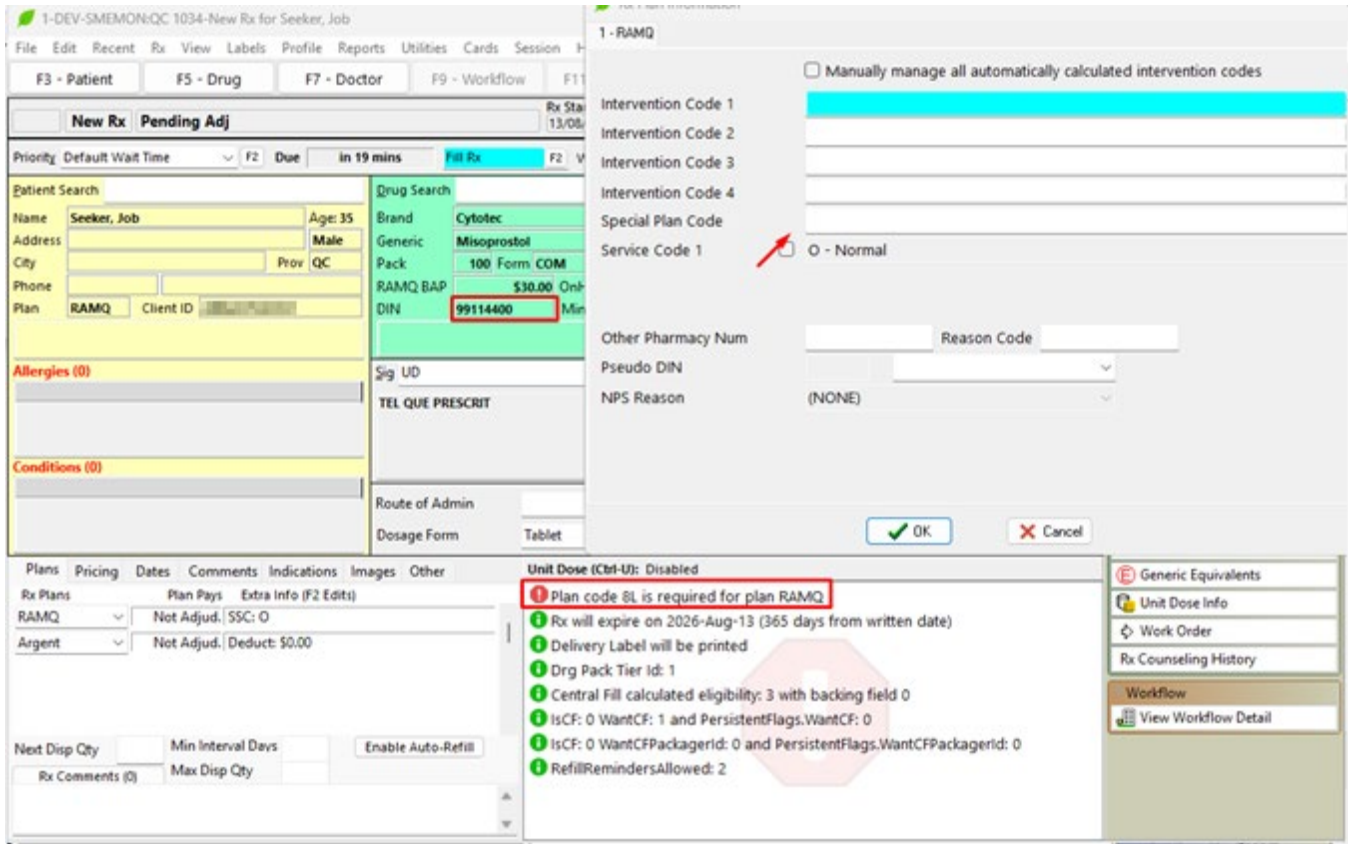 1-DEV-SMEMON:QC 1034-New Rx for Seeker, Job
File Edit Recent Rx View Labels Profile Reports Utilities Cards Session H
F3 - Patient F5 - Drug F7 - Doctor F9 - Workflow F11
New Rx Pending Adj
Rx Sta
13/08/
Priority Default Wait Time F2 Due in 19 mins Fill Rx F2
Patient Search
Name Seeker, Job Age: 35
Address Male
City Prov QC
Phone
Plan RAMQ Client ID
Allergies (0)
Conditions (0)
Drug Search
Brand Cytotec
Generic Misoprostol
Pack 100 Form COM
RAMQ BAP $30.00 OnH
DIN 99114400 Min
Sig UD
TEL QUE PRESCRIT
Route of Admin
Dosage Form Tablet
Rx Plan Information
1 - RAMQ
Manually manage all automatically calculated intervention codes
Intervention Code 1
Intervention Code 2
Intervention Code 3
Intervention Code 4
Special Plan Code
Service Code 1 O - Normal
Other Pharmacy Num Reason Code
Pseudo DIN
NPS Reason (NONE)
OK Cancel
Plans Pricing Dates Comments Indications Images Other
Rx Plans Plan Pays Extra Info (F2 Edits)
RAMQ Not Adjud. SSC: O
Argent Not Adjud. Deduct: $0.00
Next Disp Qty Min Interval Days Enable Auto-Refill
Rx Comments (0) Max Disp Qty
Unit Dose (Ctrl-U): Disabled
Plan code 8L is required for plan RAMQ
Rx will expire on 2026-Aug-13 (365 days from written date)
Delivery Label will be printed
Drg Pack Tier Id: 1
Central Fill calculated eligibility: 3 with backing field 0
IsCF: 0 WantCF: 1 and PersistentFlags.WantCF: 0
IsCF: 0 WantCFPackagerId: 0 and PersistentFlags.WantCFPackagerId: 0
RefillRemindersAllowed: 2
Generic Equivalents
Unit Dose Info
Work Order
Rx Counseling History
Workflow
View Workflow Detail